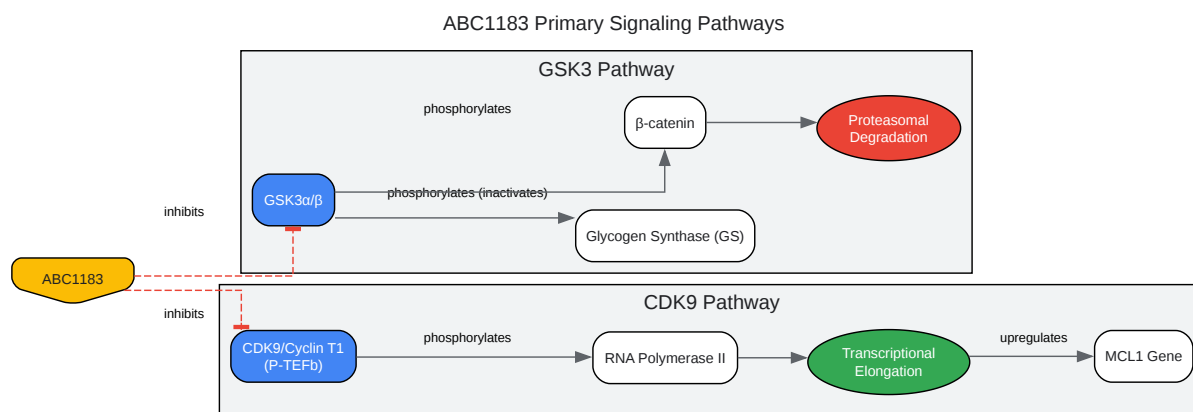 ABC1183 Primary Signaling Pathways
GSK3 Pathway
phosphorylates
β-catenin
Proteasomal
Degradation
GSK3α/β
phosphorylates (inactivates)
inhibits
Glycogen Synthase (GS)
ABC1183
inhibits
CDK9 Pathway
CDK9/Cyclin T1
(P-TEFb)
phosphorylates
RNA Polymerase II
Transcriptional
Elongation
upregulates
MCL1 Gene